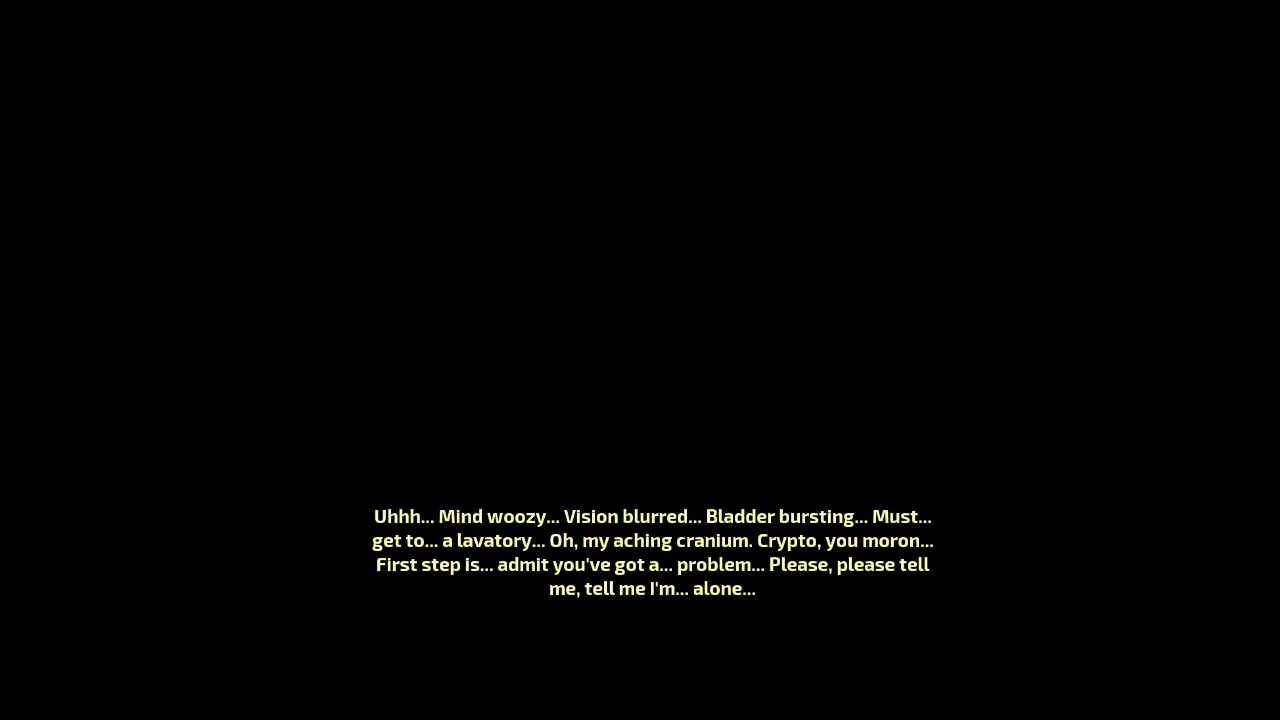 Uhhh... Mind woozy... Vision blurred... Bladder bursting... Must...
get to... a lavatory... Oh, my aching cranium. Crypto, you moron...
First step is... admit you've got a... problem... Please, please tell
me, tell me I'm... alone...